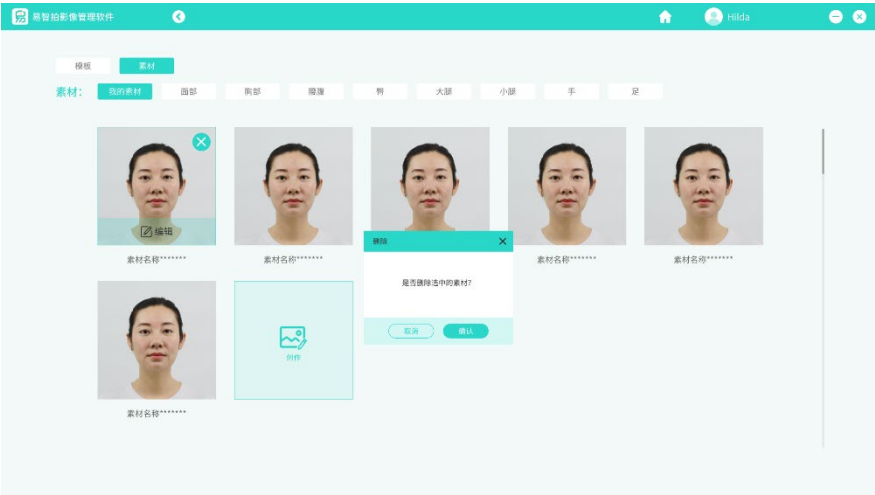 易 易智拍影像管理软件 Hilda
模板 素材
素材: 我的素材 面部 胸部 腰腹 臀 大腿 小腿 手 足
编辑
素材名称******* 素材名称******* 素材名称******* 素材名称*******
删除
是否删除选中的素材?
取消 确认
创作
素材名称*******